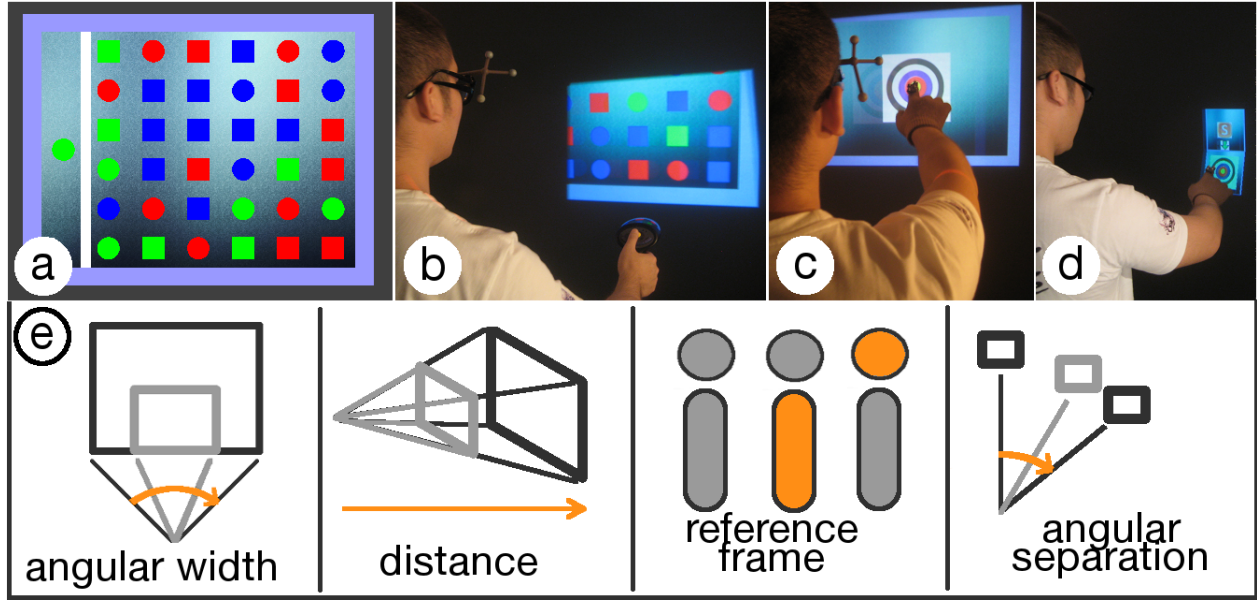 a
b
c
S
d
e
angular width
distance
reference
frame
angular
separation